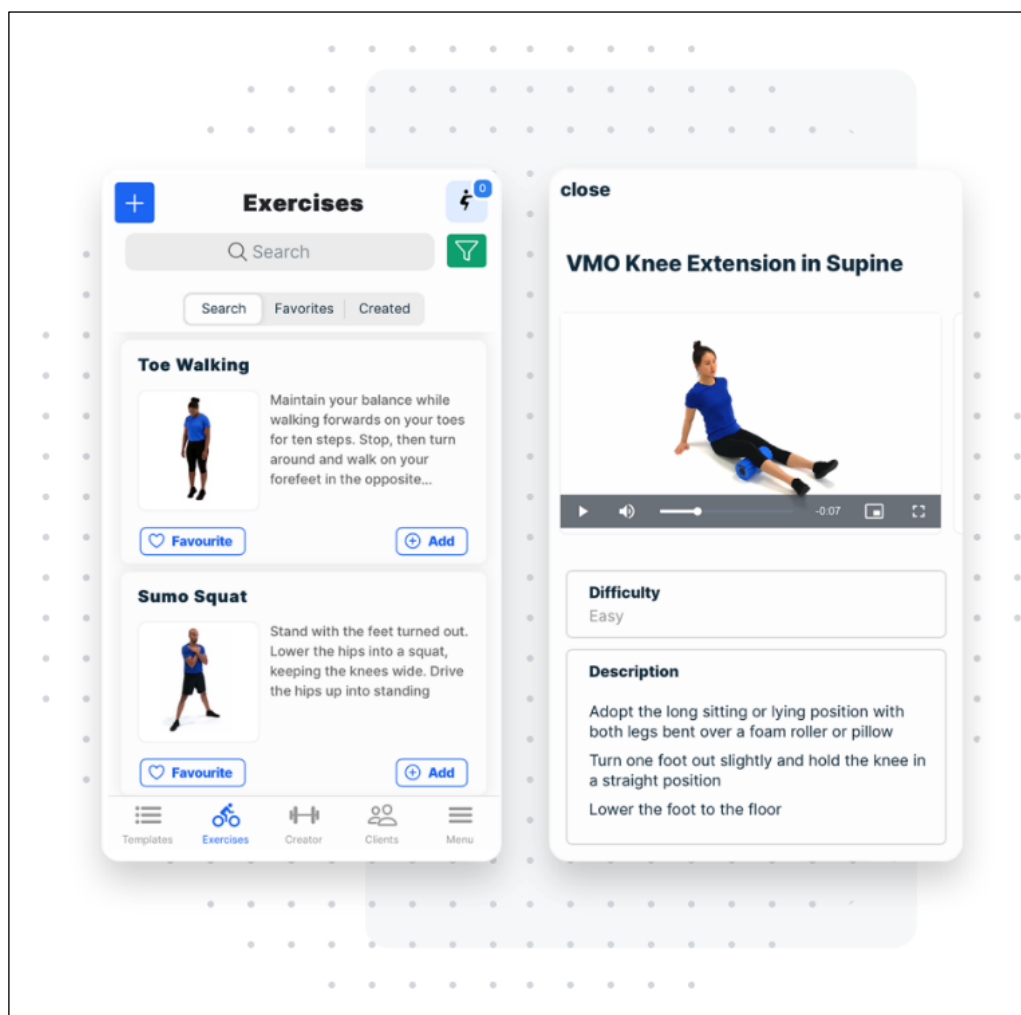 Exercises
0
Search
Search
Favorites
Created
Toe Walking
Maintain your balance while
walking forwards on your toes
for ten steps. Stop, then turn
around and walk on your
forefeet in the opposite...
Favourite
Add
Sumo Squat
Stand with the feet turned out.
Lower the hips into a squat,
keeping the knees wide. Drive
the hips up into standing
Favourite
Add
Templates
Exercises
Creator
Clients
Menu
close
VMO Knee Extension in Supine
-0:07
Difficulty
Easy
Description
Adopt the long sitting or lying position with
both legs bent over a foam roller or pillow
Turn one foot out slightly and hold the knee in
a straight position
Lower the foot to the floor